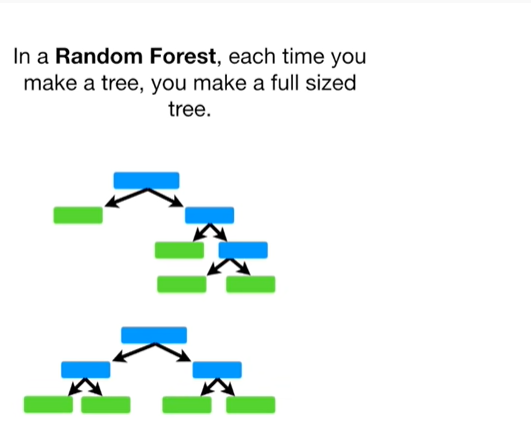 In a Random Forest, each time you
make a tree, you make a full sized
tree.